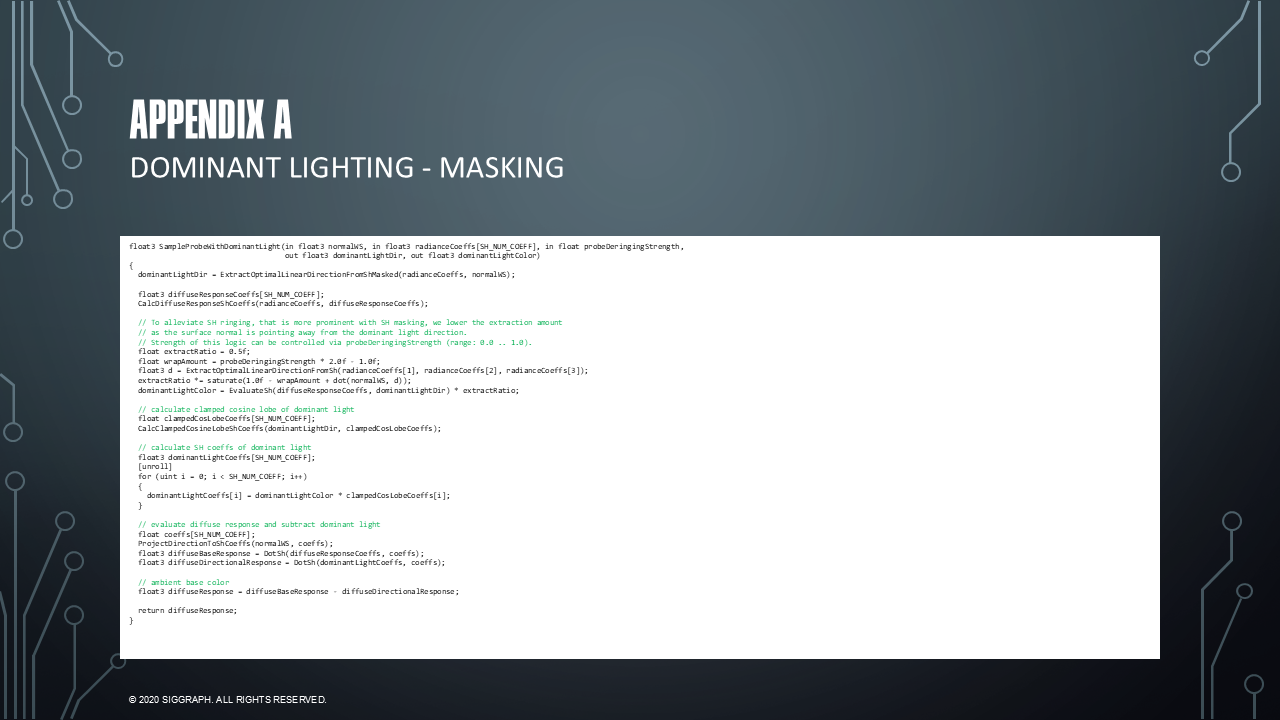 APPENDIX A
DOMINANT LIGHTING - MASKING
float3 SampleProbeWithDominantLight(in float3 normalWS, in float3 radianceCoeffs[SH_NUM_COEFF], in float probeDeringingStrength,
out float3 dominantLightDir, out float3 dominantLightColor)
{
dominantLightDir = ExtractOptimalLinearDirectionFromShMasked(radianceCoeffs, normalWS);
float3 diffuseResponseCoeffs[SH_NUM_COEFF];
CalcDiffuseResponseShCoeffs(radianceCoeffs, diffuseResponseCoeffs);
// To alleviate SH ringing, that is more prominent with SH masking, we lower the extraction amount
// as the surface normal is pointing away from the dominant light direction.
// Strength of this logic can be controlled via probeDeringingStrength (range: 0.0 .. 1.0).
float extractRatio = 0.5f;
float wrapAmount = probeDeringingStrength * 2.0f - 1.0f;
float3 d = ExtractOptimalLinearDirectionFromSh(radianceCoeffs[1], radianceCoeffs[2], radianceCoeffs[3]);
extractRatio *= saturate(1.0f - wrapAmount + dot(normalWS, d));
dominantLightColor = EvaluateSh(diffuseResponseCoeffs, dominantLightDir) * extractRatio;
// calculate clamped cosine lobe of dominant light
float clampedCosLobeCoeffs[SH_NUM_COEFF];
CalcClampedCosineLobeShCoeffs(dominantLightDir, clampedCosLobeCoeffs);
// calculate SH coeffs of dominant light
float3 dominantLightCoeffs[SH_NUM_COEFF];
[unroll]
for (uint i = 0; i < SH_NUM_COEFF; i++)
{
dominantLightCoeffs[i] = dominantLightColor * clampedCosLobeCoeffs[i];
}
// evaluate diffuse response and subtract dominant light
float coeffs[SH_NUM_COEFF];
ProjectDirectionToShCoeffs(normalWS, coeffs);
float3 diffuseBaseResponse = DotSh(diffuseResponseCoeffs, coeffs);
float3 diffuseDirectionalResponse = DotSh(dominantLightCoeffs, coeffs);
// ambient base color
float3 diffuseResponse = diffuseBaseResponse - diffuseDirectionalResponse;
return diffuseResponse;
}
© 2020 SIGGRAPH. ALL RIGHTS RESERVED.